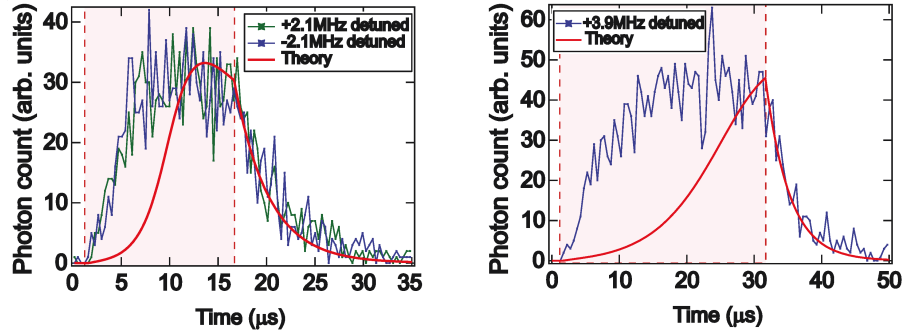 +2.1MHz detuned
-2.1MHz detuned
Theory
Photon count (arb. units)
40
30
20
10
0
0 5 10 15 20 25 30 35
Time (μs)
+3.9MHz detuned
Theory
Photon count (arb. units)
60
50
40
30
20
10
0
0 10 20 30 40 50
Time (μs)